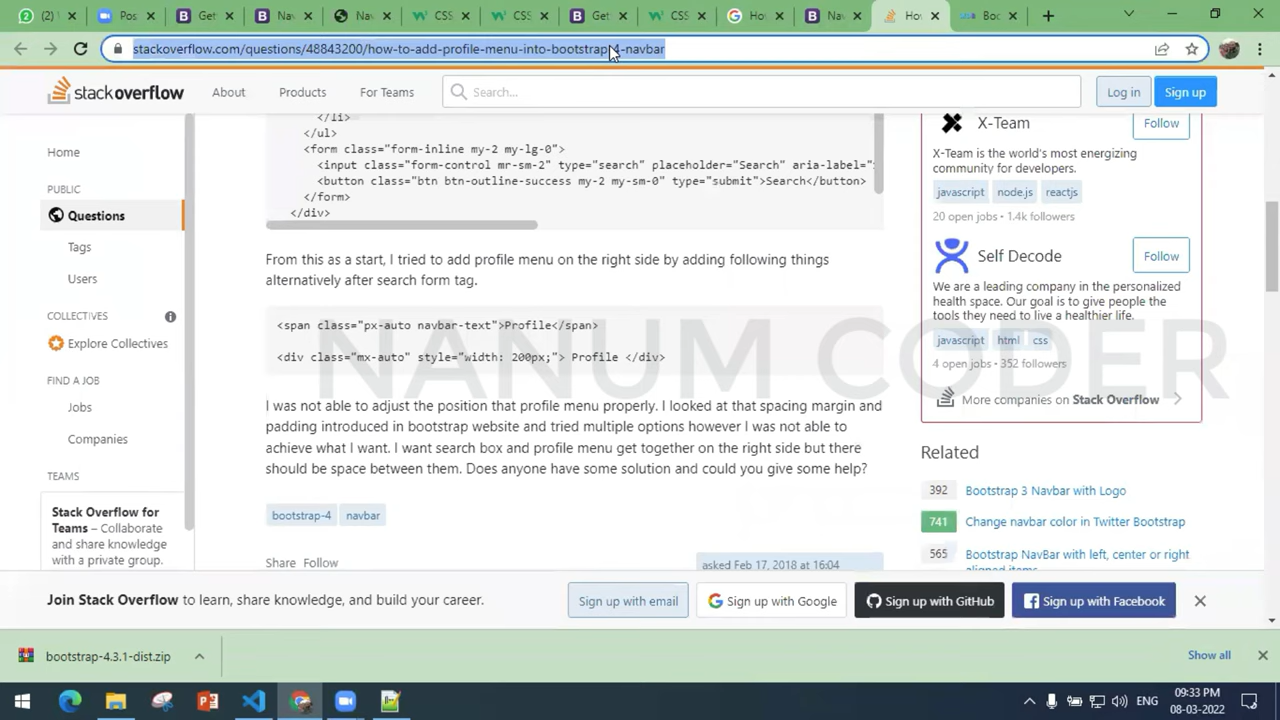 (2)
Pos
Get
Nav
Nav
CSS
CSS
Get
CSS
Ho
Nav
Ho
Boo
stackoverflow.com/questions/48843200/how-to-add-profile-menu-into-bootstrap-4-navbar
stackoverflow
About
Products
For Teams
Search...
Log in
Sign up
Home
PUBLIC
Questions
Tags
Users
COLLECTIVES
Explore Collectives
FIND A JOB
Jobs
Companies
TEAMS
Stack Overflow for
Teams – Collaborate
and share knowledge
with a private group.
</li>
</ul>
<form class="form-inline my-2 my-lg-0">
<input class="form-control mr-sm-2" type="search" placeholder="Search" aria-label="
<button class="btn btn-outline-success my-2 my-sm-0" type="submit">Search</button>
</form>
</div>
From this as a start, I tried to add profile menu on the right side by adding following things
alternatively after search form tag.
<span class="px-auto navbar-text">Profile</span>
<div class="mx-auto" style="width: 200px;"> Profile </div>
I was not able to adjust the position that profile menu properly. I looked at that spacing margin and
padding introduced in bootstrap website and tried multiple options however I was not able to
achieve what I want. I want search box and profile menu get together on the right side but there
should be space between them. Does anyone have some solution and could you give some help?
bootstrap-4 navbar
Share Follow
asked Feb 17, 2018 at 16:04
X-Team
Follow
X-Team is the world's most energizing
community for developers.
javascript node.js reactjs
20 open jobs · 1.4k followers
Self Decode
Follow
We are a leading company in the personalized
health space. Our goal is to give people the
tools they need to live a healthier life.
javascript html css
4 open jobs · 352 followers
More companies on Stack Overflow
Related
392 Bootstrap 3 Navbar with Logo
741 Change navbar color in Twitter Bootstrap
565 Bootstrap NavBar with left, center or right
aligned items
NANUM CODER
Join Stack Overflow to learn, share knowledge, and build your career.
Sign up with email
Sign up with Google
Sign up with GitHub
Sign up with Facebook
bootstrap-4.3.1-dist.zip
Show all
ENG
09:33 PM
08-03-2022